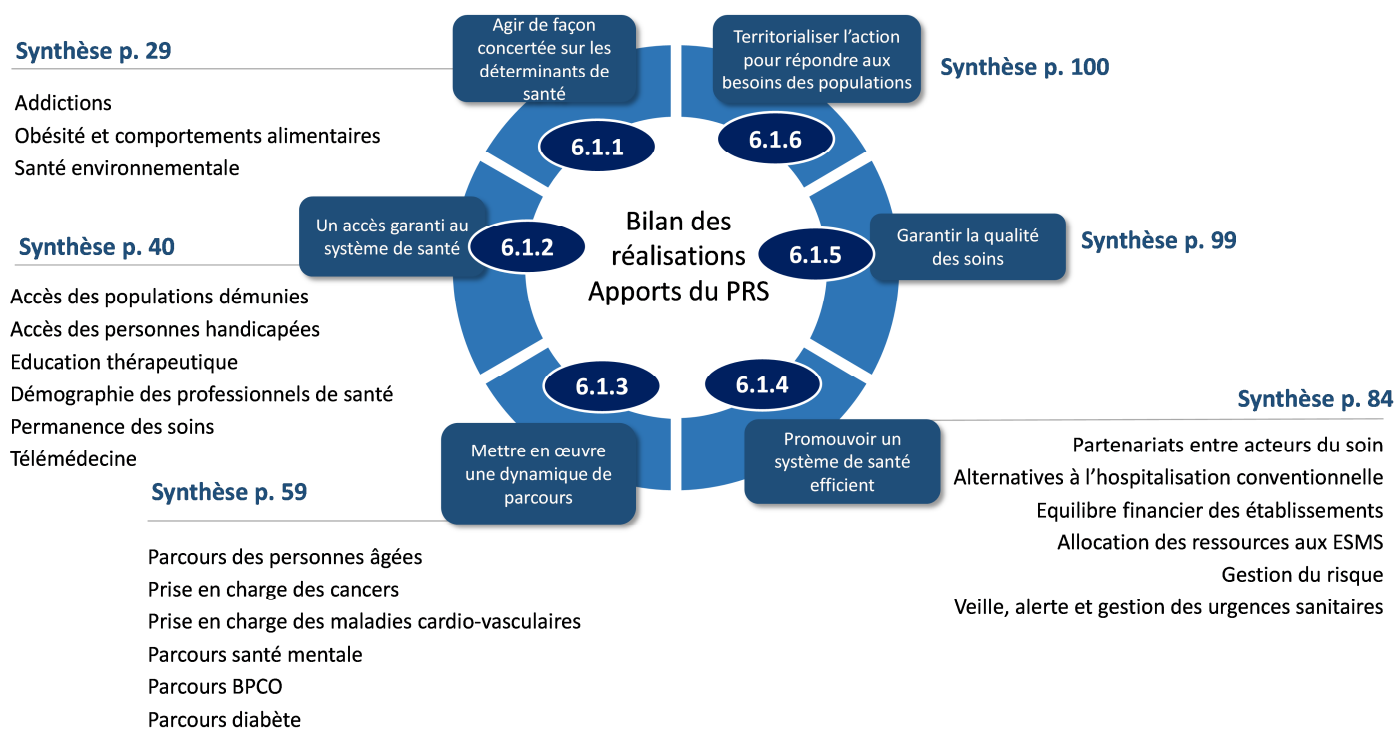 Synthèse p. 29
Addictions
Obésité et comportements alimentaires
Santé environnementale
Agir de façon
concertée sur les
déterminants de
santé
6.1.1
Territorialiser l’action
pour répondre aux
besoins des populations
6.1.6
Synthèse p. 100
Un accès garanti au
système de santé
6.1.2
Synthèse p. 40
Accès des populations démunies
Accès des personnes handicapées
Education thérapeutique
Démographie des professionnels de santé
Permanence des soins
Télémédecine
Bilan des
réalisations
Apports du PRS
6.1.5
Garantir la qualité
des soins
Synthèse p. 99
6.1.3
Mettre en œuvre
une dynamique de
parcours
Synthèse p. 59
Parcours des personnes âgées
Prise en charge des cancers
Prise en charge des maladies cardio-vasculaires
Parcours santé mentale
Parcours BPCO
Parcours diabète
6.1.4
Promouvoir un
système de santé
efficient
Synthèse p. 84
Partenariats entre acteurs du soin
Alternatives à l’hospitalisation conventionnelle
Equilibre financier des établissements
Allocation des ressources aux ESMS
Gestion du risque
Veille, alerte et gestion des urgences sanitaires